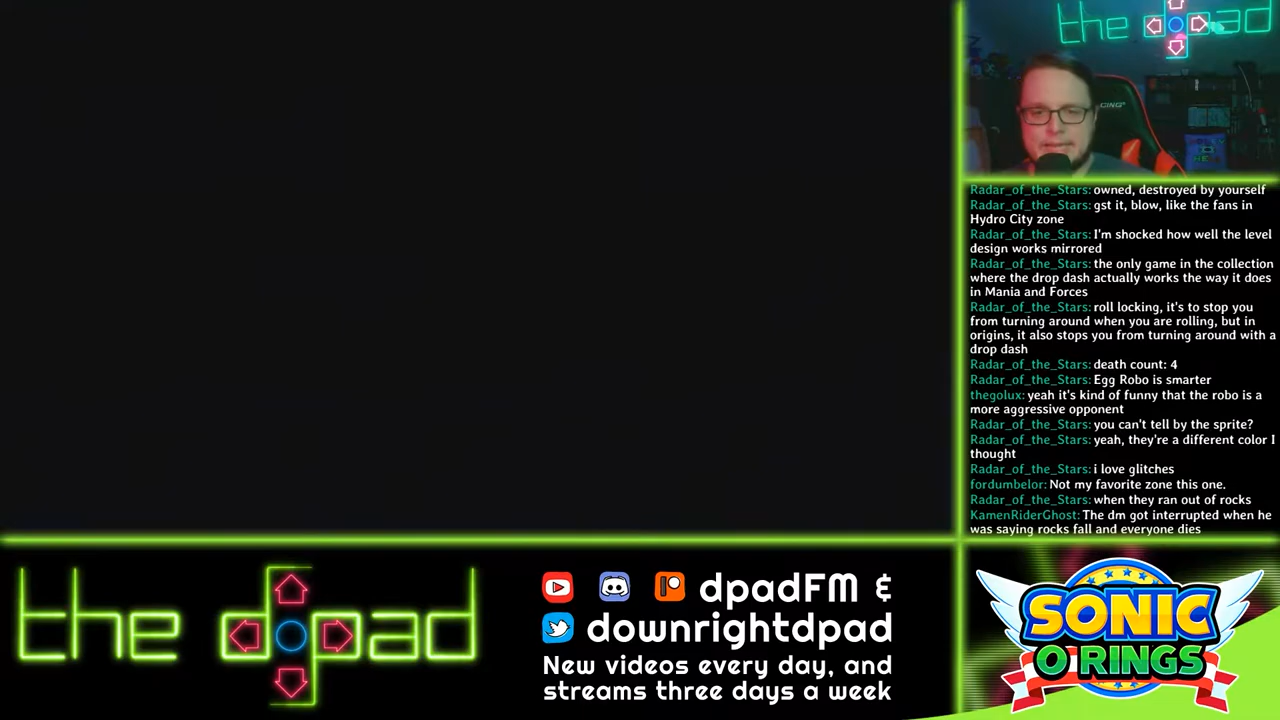 the dpad
CING
Radar_of_the_Stars: owned, destroyed by yourself
Radar_of_the_Stars: gst it, blow, like the fans in
Hydro City zone
Radar_of_the_Stars: I'm shocked how well the level
design works mirrored
Radar_of_the_Stars: the only game in the collection
where the drop dash actually works the way it does
in Mania and Forces
Radar_of_the_Stars: roll locking, it's to stop you
from turning around when you are rolling, but in
origins, it also stops you from turning around with a
drop dash
Radar_of_the_Stars: death count: 4
Radar_of_the_Stars: Egg Robo is smarter
thegolux: yeah it's kind of funny that the robo is a
more aggressive opponent
Radar_of_the_Stars: you can't tell by the sprite?
Radar_of_the_Stars: yeah, they're a different color I
thought
Radar_of_the_Stars: i love glitches
fordumbelor: Not my favorite zone this one.
Radar_of_the_Stars: when they ran out of rocks
KamenRiderGhost: The dm got interrupted when he
was saying rocks fall and everyone dies
the dpad
dpadFM &
downrightdpad
New videos every day, and
streams three days a week
SONIC
O RINGS